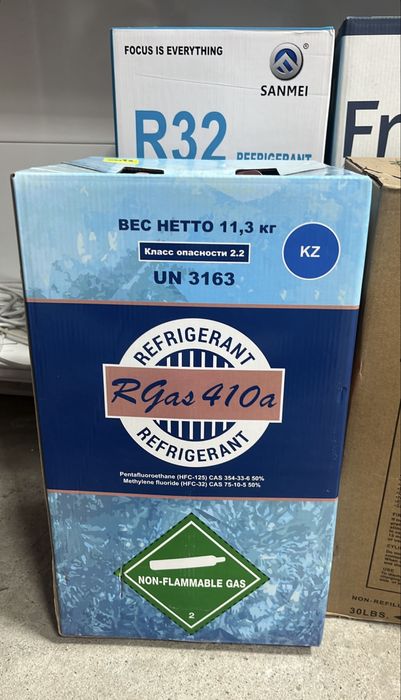 FOCUS IS EVERYTHING
SANMEI
R32 REFRIGERANT
Fr
ВЕС НЕТТО 11,3 кг
Класс опасности 2.2
KZ
UN 3163
REFRIGERANT
RGas 410a
REFRIGERANT
Pentafluoroethane (HFC-125) CAS 354-33-6 50%
Methylene fluoride (HFC-32) CAS 75-10-5 50%
NON-FLAMMABLE GAS
2
NON-REFILL
30LBS.